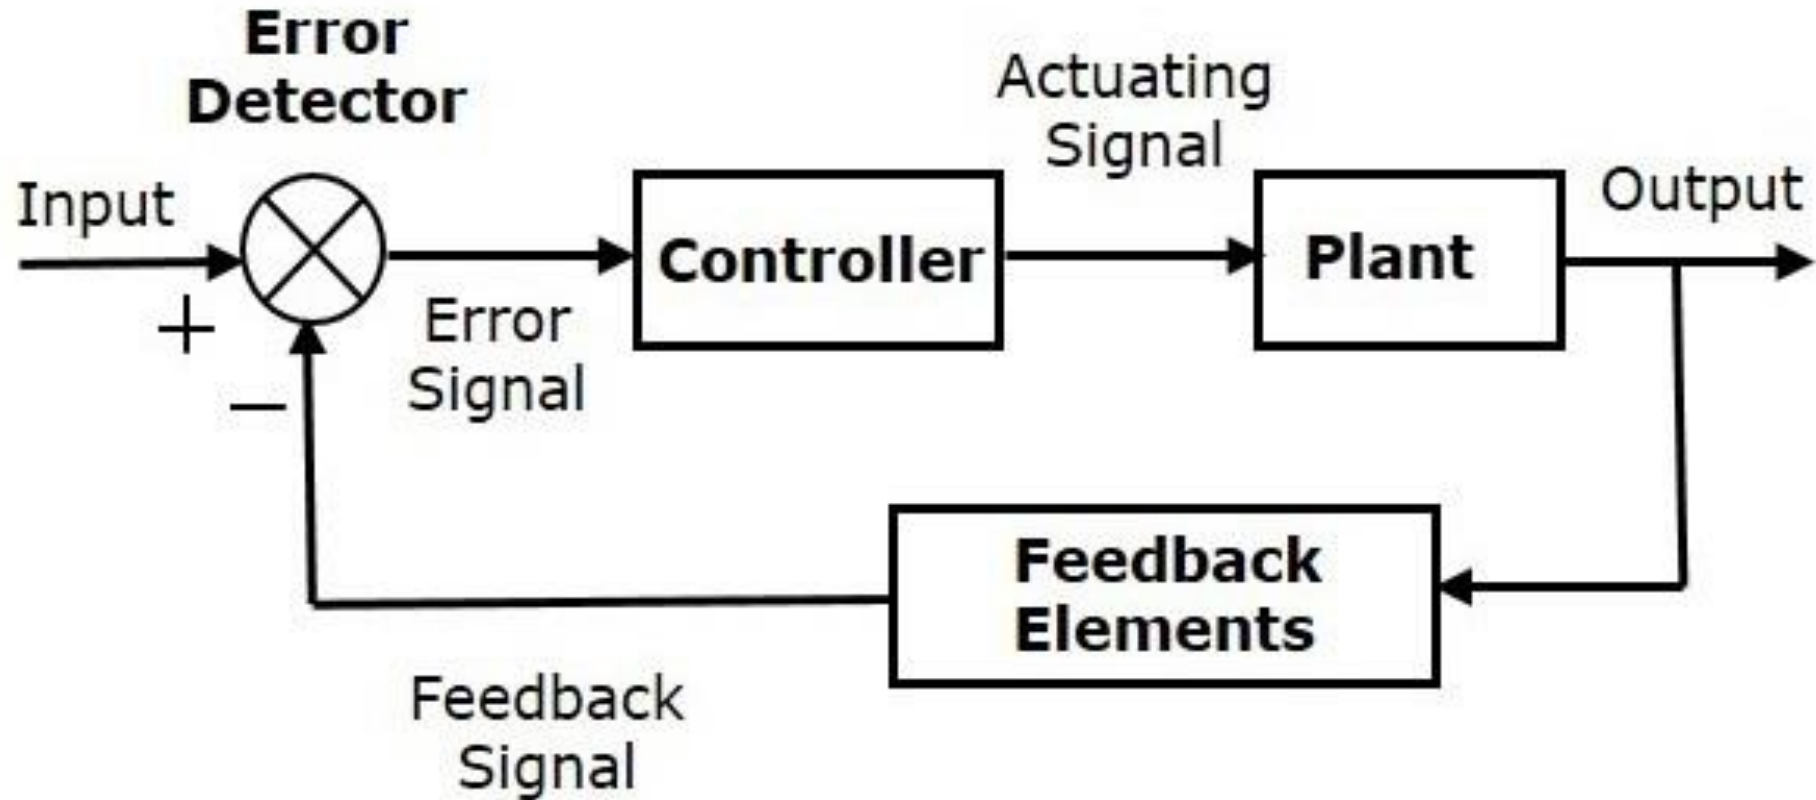 Error
Detector
Actuating
Signal
Input
Output
Controller
Plant
+
Error
Signal
−
Feedback
Elements
Feedback
Signal